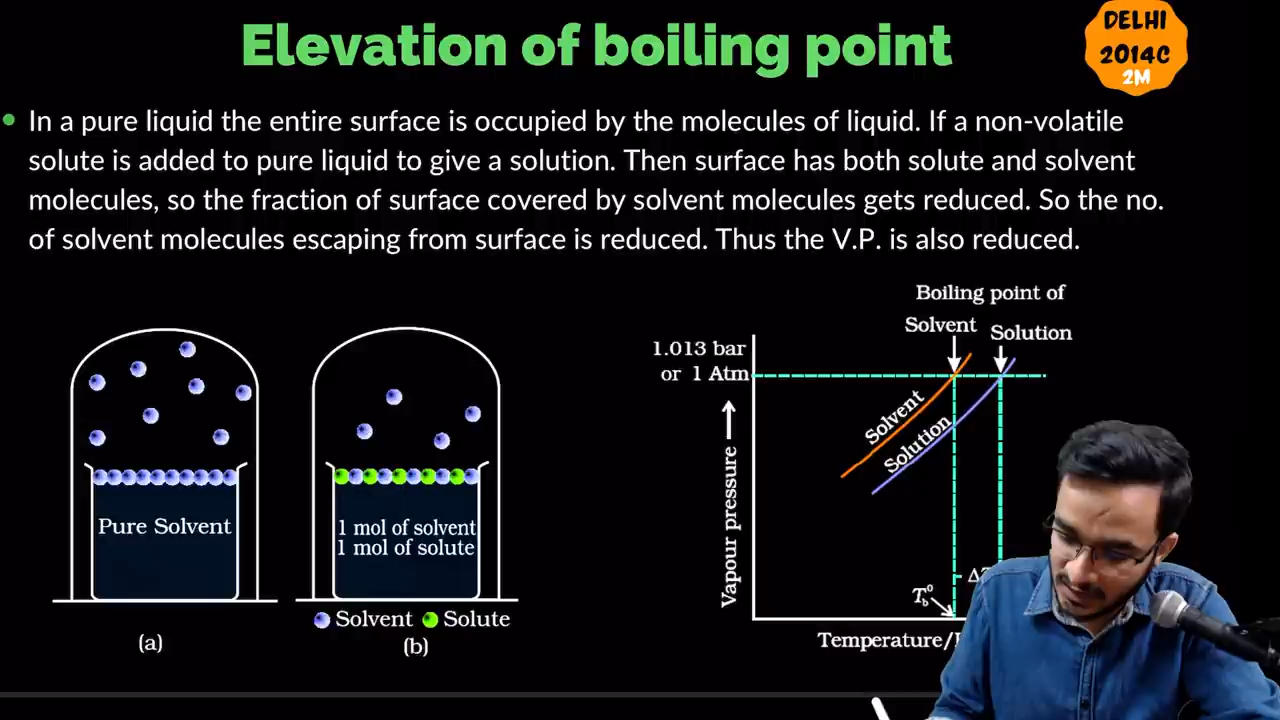 Elevation of boiling point
DELHI
2014C
2M
In a pure liquid the entire surface is occupied by the molecules of liquid. If a non-volatile
solute is added to pure liquid to give a solution. Then surface has both solute and solvent
molecules, so the fraction of surface covered by solvent molecules gets reduced. So the no.
of solvent molecules escaping from surface is reduced. Thus the V.P. is also reduced.
Pure Solvent
(a)
1 mol of solvent
1 mol of solute
Solvent Solute
(b)
Boiling point of
Solvent Solution
1.013 bar
or 1 Atm
Vapour pressure
Solvent
Solution
Δ
T°b
Temperature/